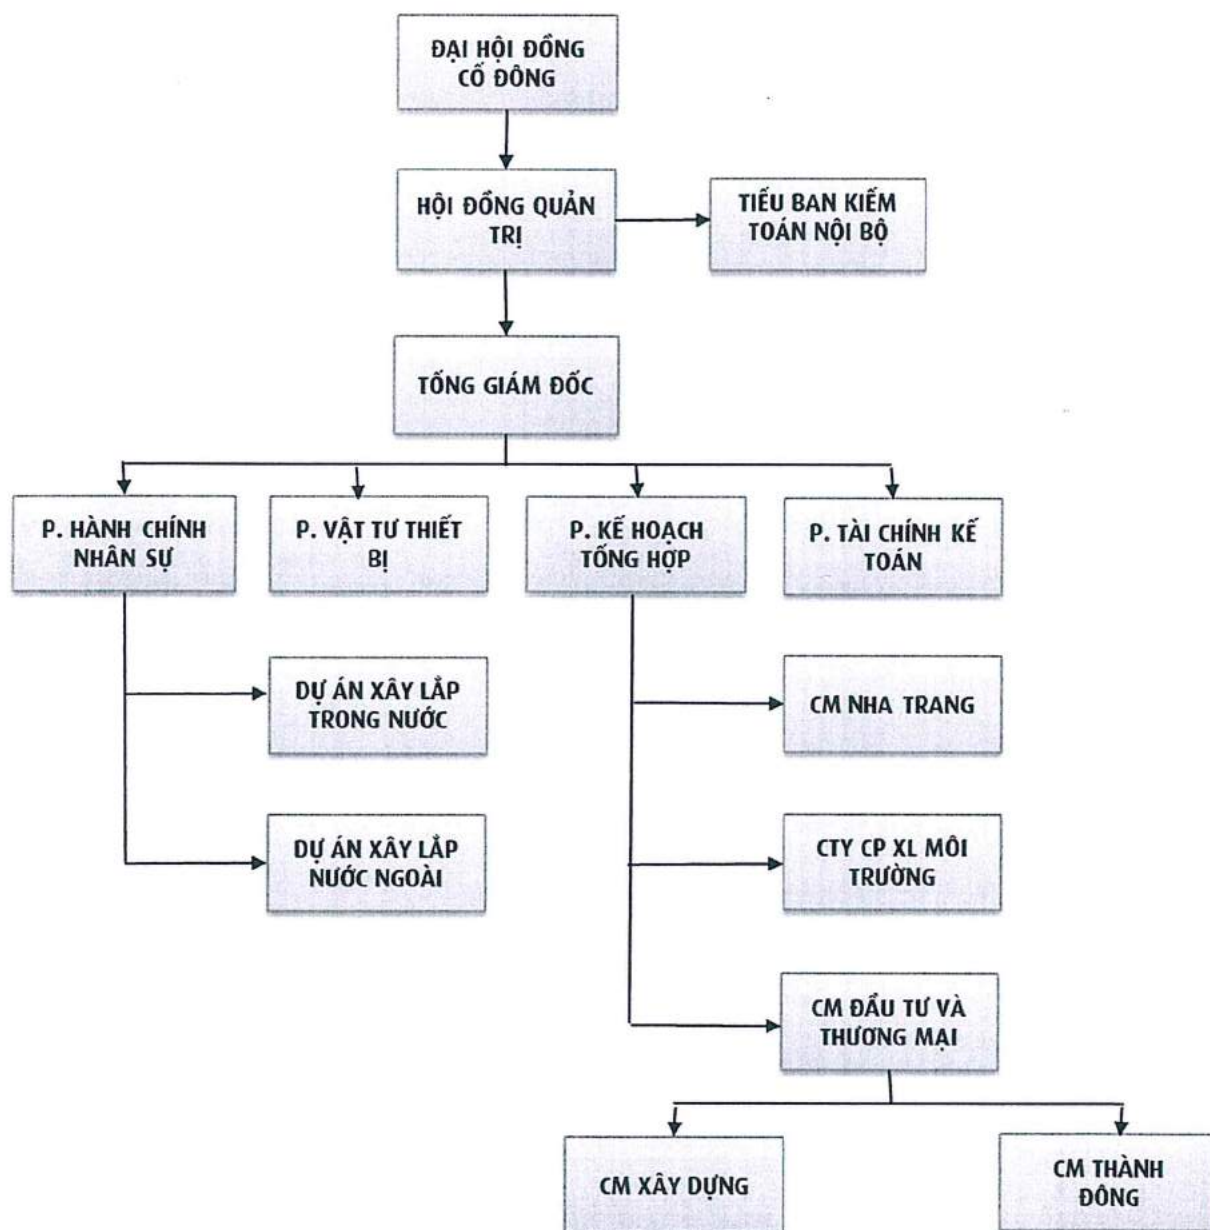 ĐẠI HỘI ĐỒNG
CỔ ĐÔNG
HỘI ĐỒNG QUẢN
TRỊ
TIỂU BAN KIỂM
TOÁN NỘI BỘ
TỔNG GIÁM ĐỐC
P. HÀNH CHÍNH
NHÂN SỰ
P. VẬT TƯ THIẾT
BỊ
P. KẾ HOẠCH
TỔNG HỢP
P. TÀI CHÍNH KẾ
TOÁN
DỰ ÁN XÂY LẮP
TRONG NƯỚC
CM NHA TRANG
DỰ ÁN XÂY LẮP
NƯỚC NGOÀI
CTY CP XL MÔI
TRƯỜNG
CM ĐẦU TƯ VÀ
THƯƠNG MẠI
CM XÂY DỰNG
CM THÀNH
ĐÔNG